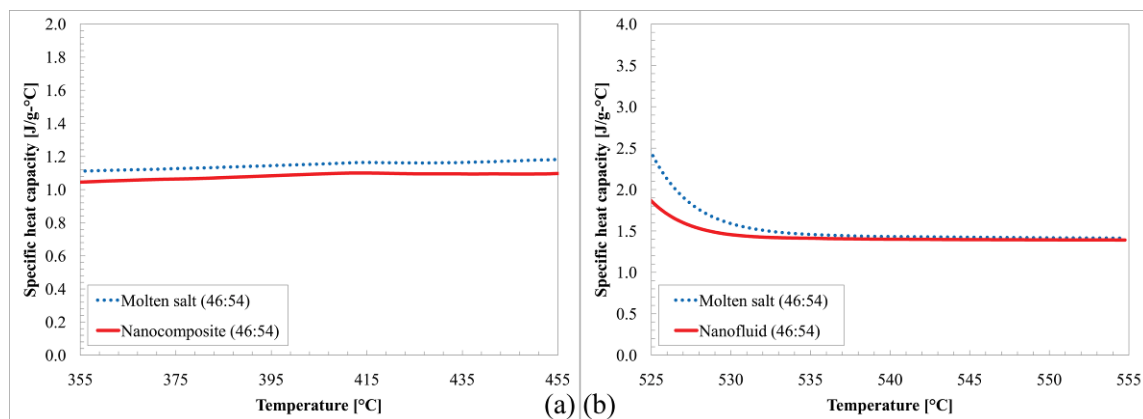 2.0
1.8
1.6
1.4
1.2
1.0
0.8
0.6
0.4
0.2
0.0
Specific heat capacity [J/g-°C]
Molten salt (46:54)
Nanocomposite (46:54)
355 375 395 415 435 455
Temperature [°C]
(a)
4.0
3.5
3.0
2.5
2.0
1.5
1.0
0.5
0.0
Specific heat capacity [J/g-°C]
Molten salt (46:54)
Nanofluid (46:54)
525 530 535 540 545 550 555
Temperature [°C]
(b)